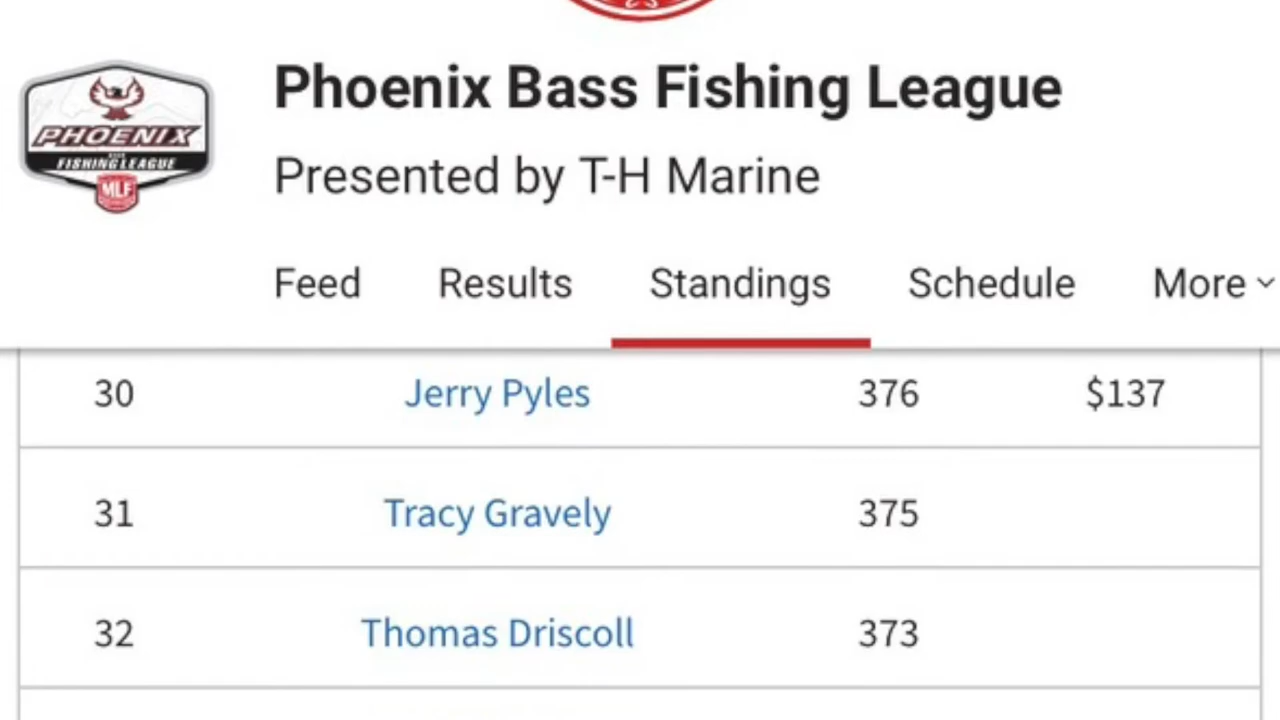 Phoenix Bass Fishing League
PHOENIX
FISHING LEAGUE
MLF
Presented by T-H Marine
Feed Results Standings Schedule More
30 Jerry Pyles 376 $137
31 Tracy Gravely 375
32 Thomas Driscoll 373